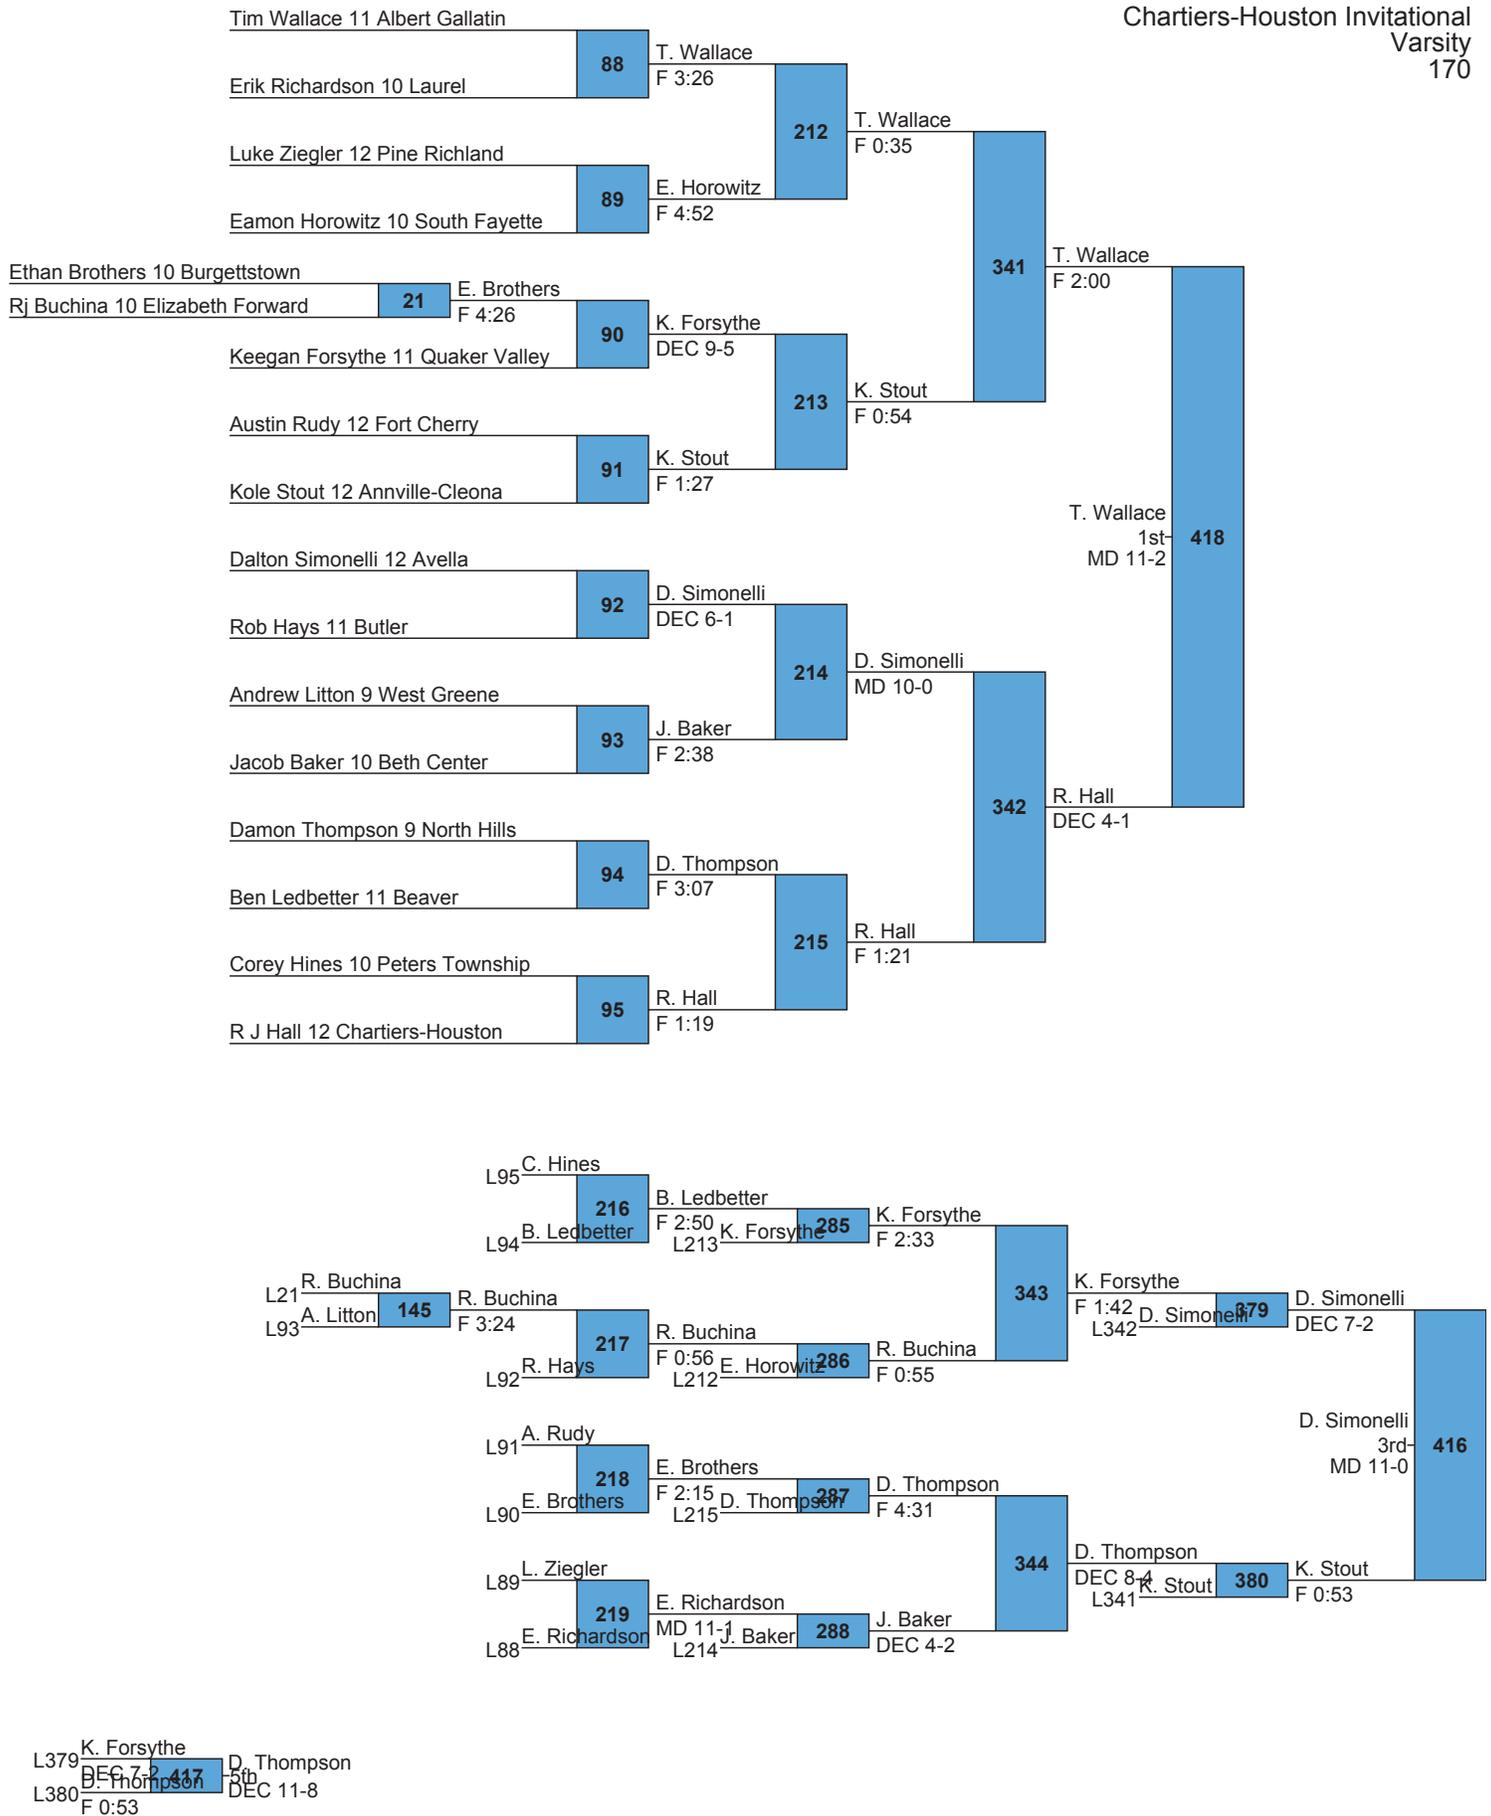 Chartiers-Houston Invitational
Varsity
170
Tim Wallace 11 Albert Gallatin
88
T. Wallace
F 3:26
Erik Richardson 10 Laurel
212
T. Wallace
F 0:35
Luke Ziegler 12 Pine Richland
89
E. Horowitz
F 4:52
Eamon Horowitz 10 South Fayette
341
T. Wallace
F 2:00
Ethan Brothers 10 Burgettstown
21
E. Brothers
F 4:26
Rj Buchina 10 Elizabeth Forward
90
K. Forsythe
DEC 9-5
Keegan Forsythe 11 Quaker Valley
213
K. Stout
F 0:54
Austin Rudy 12 Fort Cherry
91
K. Stout
F 1:27
Kole Stout 12 Annville-Cleona
T. Wallace
1st
MD 11-2
418
Dalton Simonelli 12 Avella
92
D. Simonelli
DEC 6-1
Rob Hays 11 Butler
214
D. Simonelli
MD 10-0
Andrew Litton 9 West Greene
93
J. Baker
F 2:38
Jacob Baker 10 Beth Center
342
R. Hall
DEC 4-1
Damon Thompson 9 North Hills
94
D. Thompson
F 3:07
Ben Ledbetter 11 Beaver
215
R. Hall
F 1:21
Corey Hines 10 Peters Township
95
R. Hall
F 1:19
R J Hall 12 Chartiers-Houston
L95
C. Hines
216
B. Ledbetter
F 2:50
L94
B. Ledbetter
L213
K. Forsythe
285
K. Forsythe
F 2:33
L21
R. Buchina
145
R. Buchina
F 3:24
L93
A. Litton
343
K. Forsythe
F 1:42
L342
D. Simonelli
379
D. Simonelli
DEC 7-2
217
R. Buchina
F 0:56
L92
R. Hays
L212
E. Horowitz
286
R. Buchina
F 0:55
L91
A. Rudy
218
E. Brothers
F 2:15
L90
E. Brothers
L215
D. Thompson
287
D. Thompson
F 4:31
D. Simonelli
3rd
MD 11-0
416
L89
L. Ziegler
219
E. Richardson
MD 11-1
L88
E. Richardson
L214
J. Baker
288
J. Baker
DEC 4-2
344
D. Thompson
DEC 8-4
L341
K. Stout
380
K. Stout
F 0:53
L379
K. Forsythe
DEC 7-2
417
D. Thompson
5th
DEC 11-8
L380
D. Thompson
F 0:53